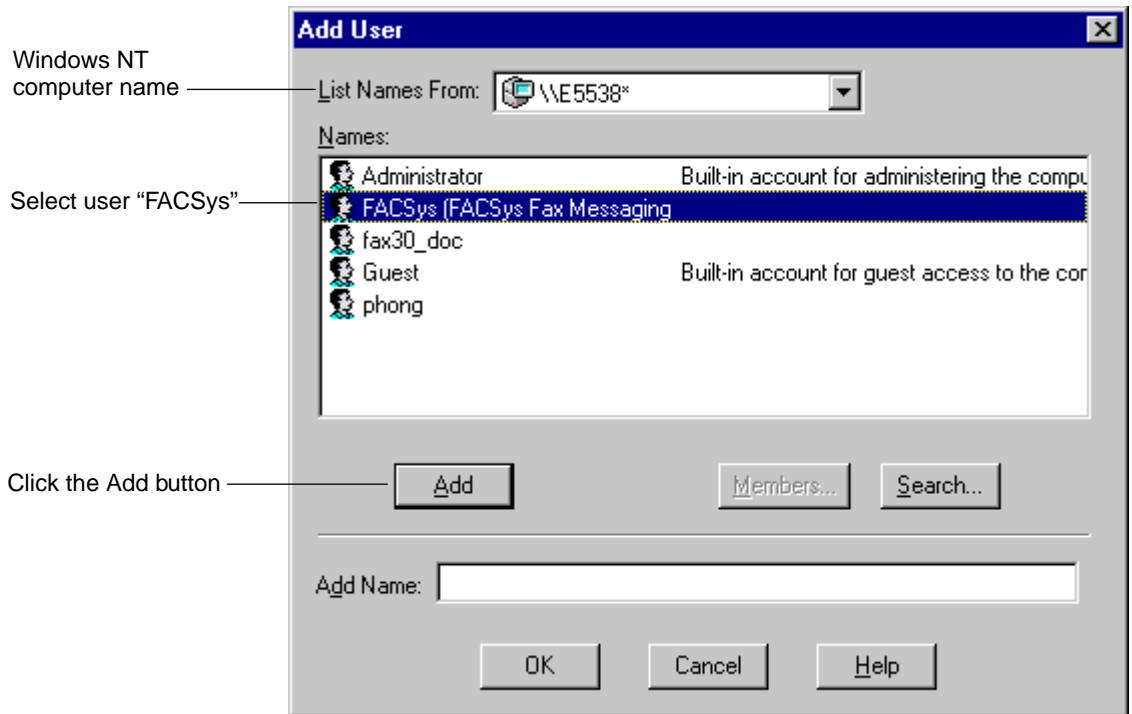 Add User
Windows NT
computer name
List Names From: \\E5538*
Names:
Administrator Built-in account for administering the compu
Select user “FACSys”
FACSys (FACSys Fax Messaging
fax30_doc
Guest Built-in account for guest access to the cor
phong
Click the Add button
Add Members... Search...
Add Name:
OK Cancel Help